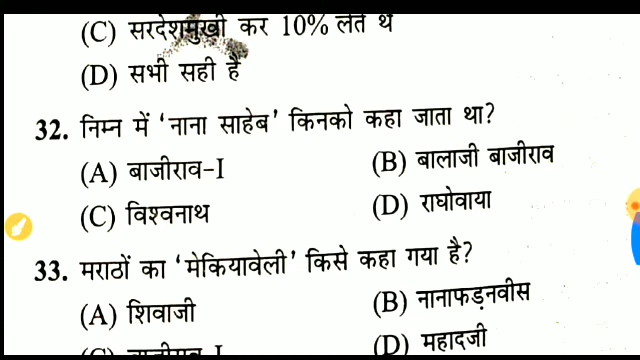 (C) सरदेशमुखी कर 10% लेते थे
(D) सभी सही हैं
32. निम्न में ‘नाना साहेब’ किनको कहा जाता था?
(A) बाजीराव-I (B) बालाजी बाजीराव
(C) विश्वनाथ (D) राघोवाया
33. मराठों का ‘मेकियावेली’ किसे कहा गया है?
(A) शिवाजी (B) नानाफड़नवीस
(D) महादजी